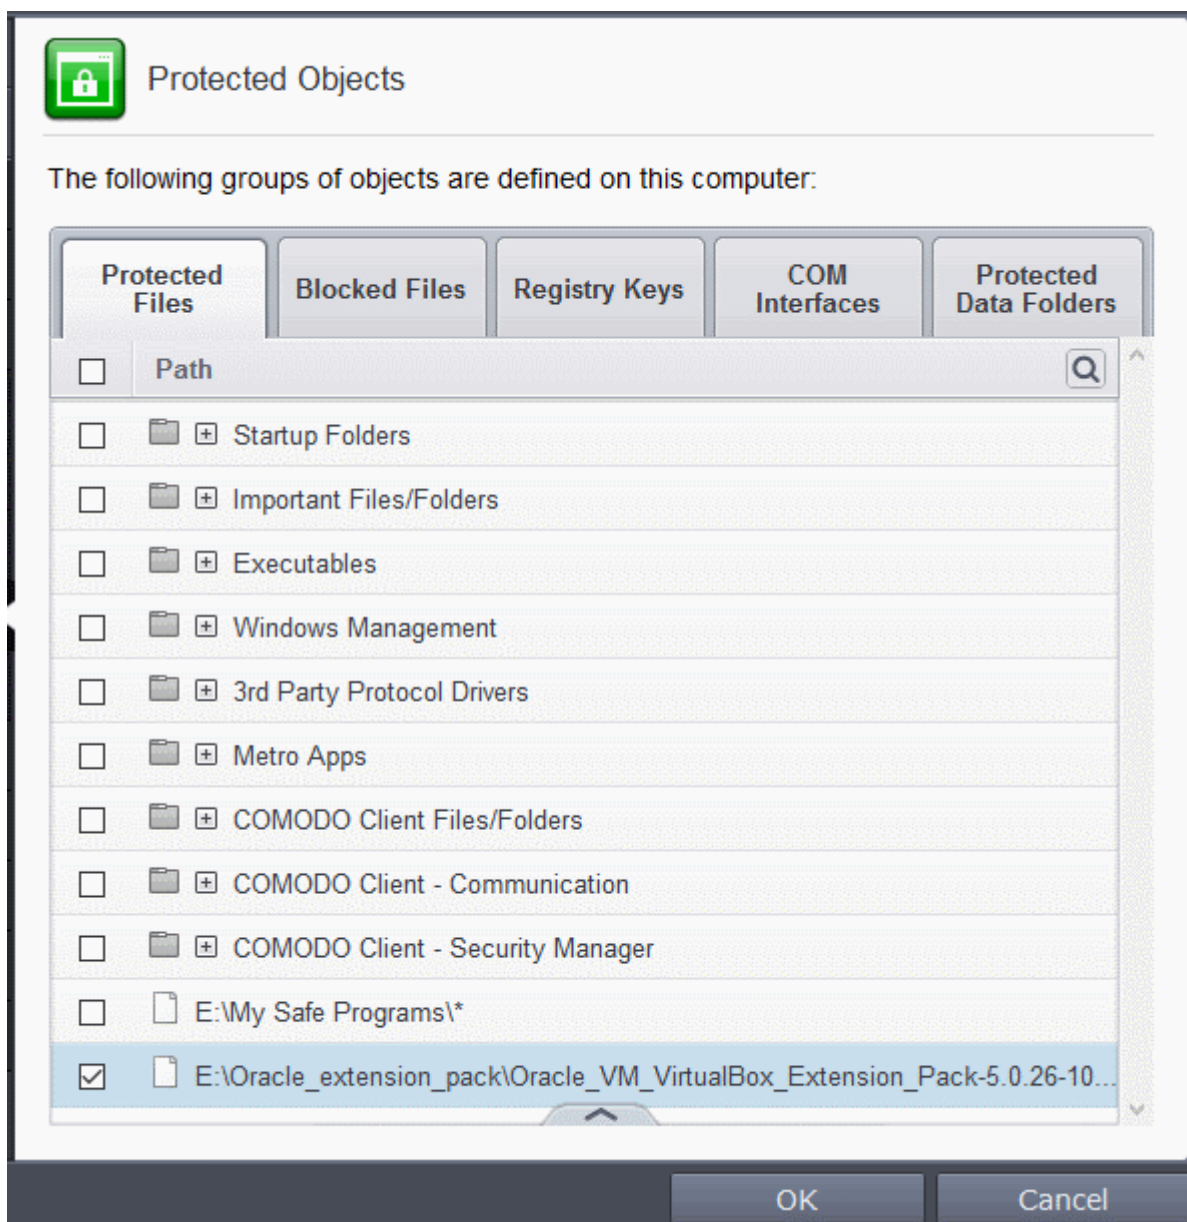 Protected Objects
The following groups of objects are defined on this computer:
Protected
Files
Blocked Files
Registry Keys
COM
Interfaces
Protected
Data Folders
Path
Startup Folders
Important Files/Folders
Executables
Windows Management
3rd Party Protocol Drivers
Metro Apps
COMODO Client Files/Folders
COMODO Client - Communication
COMODO Client - Security Manager
E:\My Safe Programs\*
E:\Oracle_extension_pack\Oracle_VM_VirtualBox_Extension_Pack-5.0.26-10...
OK
Cancel